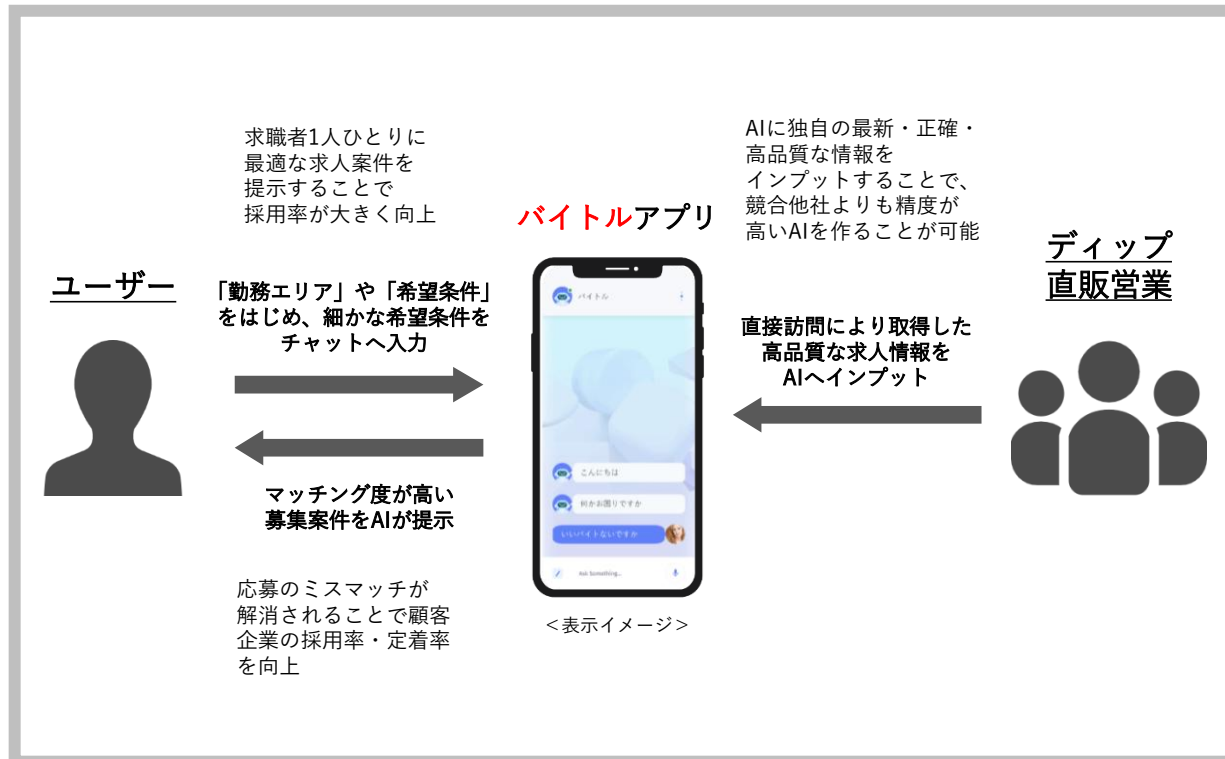 求職者1人ひとりに
最適な求人案件を
提示することで
採用率が大きく向上
AIに独自の最新・正確・
高品質な情報を
インプットすることで、
競合他社よりも精度が
高いAIを作ることが可能
バイトルアプリ
ユーザー
ディップ
直販営業
「勤務エリア」や「希望条件」
をはじめ、細かな希望条件を
チャットへ入力
直接訪問により取得した
高品質な求人情報を
AIへインプット
マッチング度が高い
募集案件をAIが提示
応募のミスマッチが
解消されることで顧客
企業の採用率・定着率
を向上
バイトル
こんにちは
何かお困りですか
いいバイトないですか
Ask Something...
＜表示イメージ＞